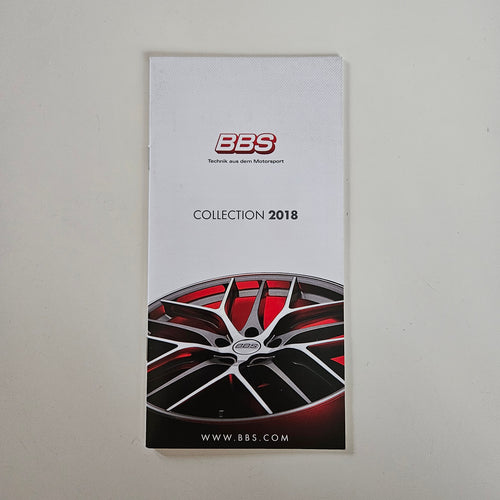 BBS
Technik aus dem Motorsport
COLLECTION 2018
BBS
WWW.BBS.COM